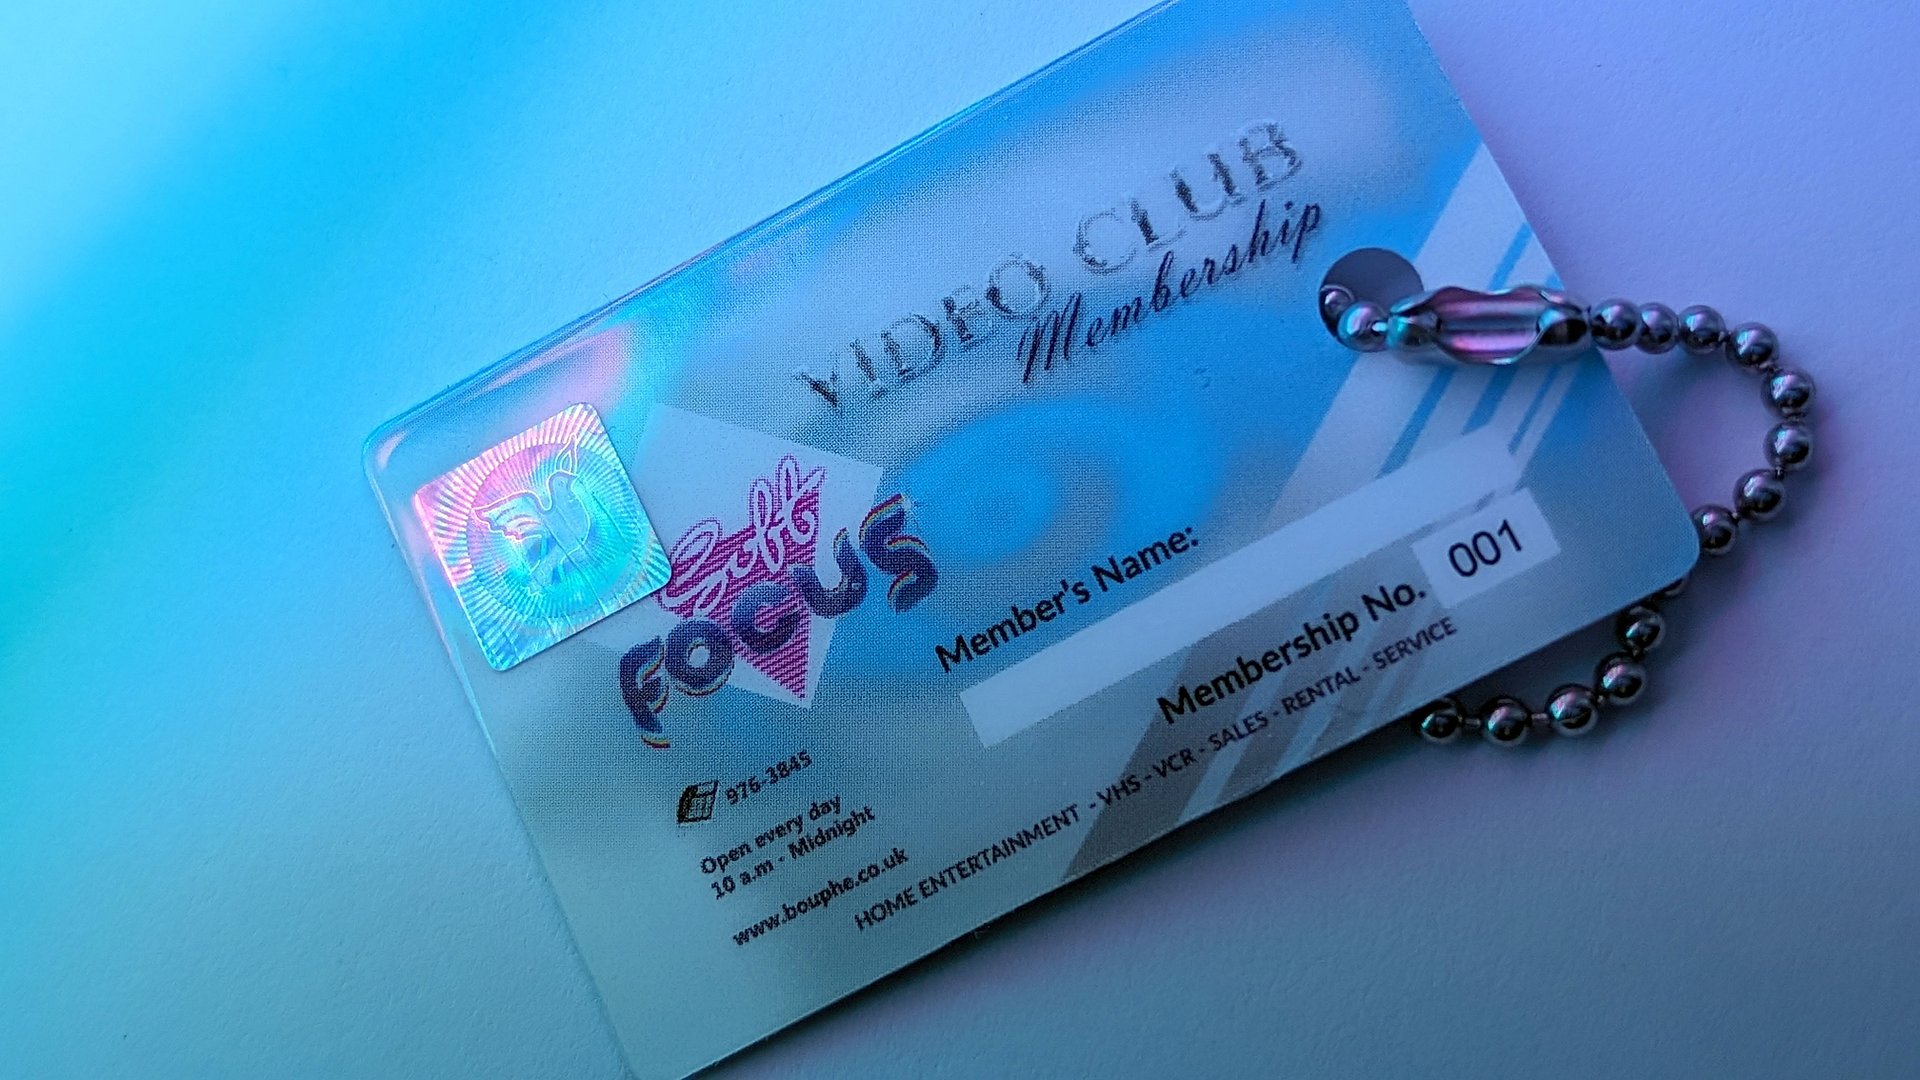 VIDEO CLUB
Membership
Soft
FOCUS
Member's Name:
Membership No. 001
976-3845
Open every day
10 a.m - Midnight
www.bouphe.co.uk
HOME ENTERTAINMENT - VHS - VCR - SALES - RENTAL - SERVICE